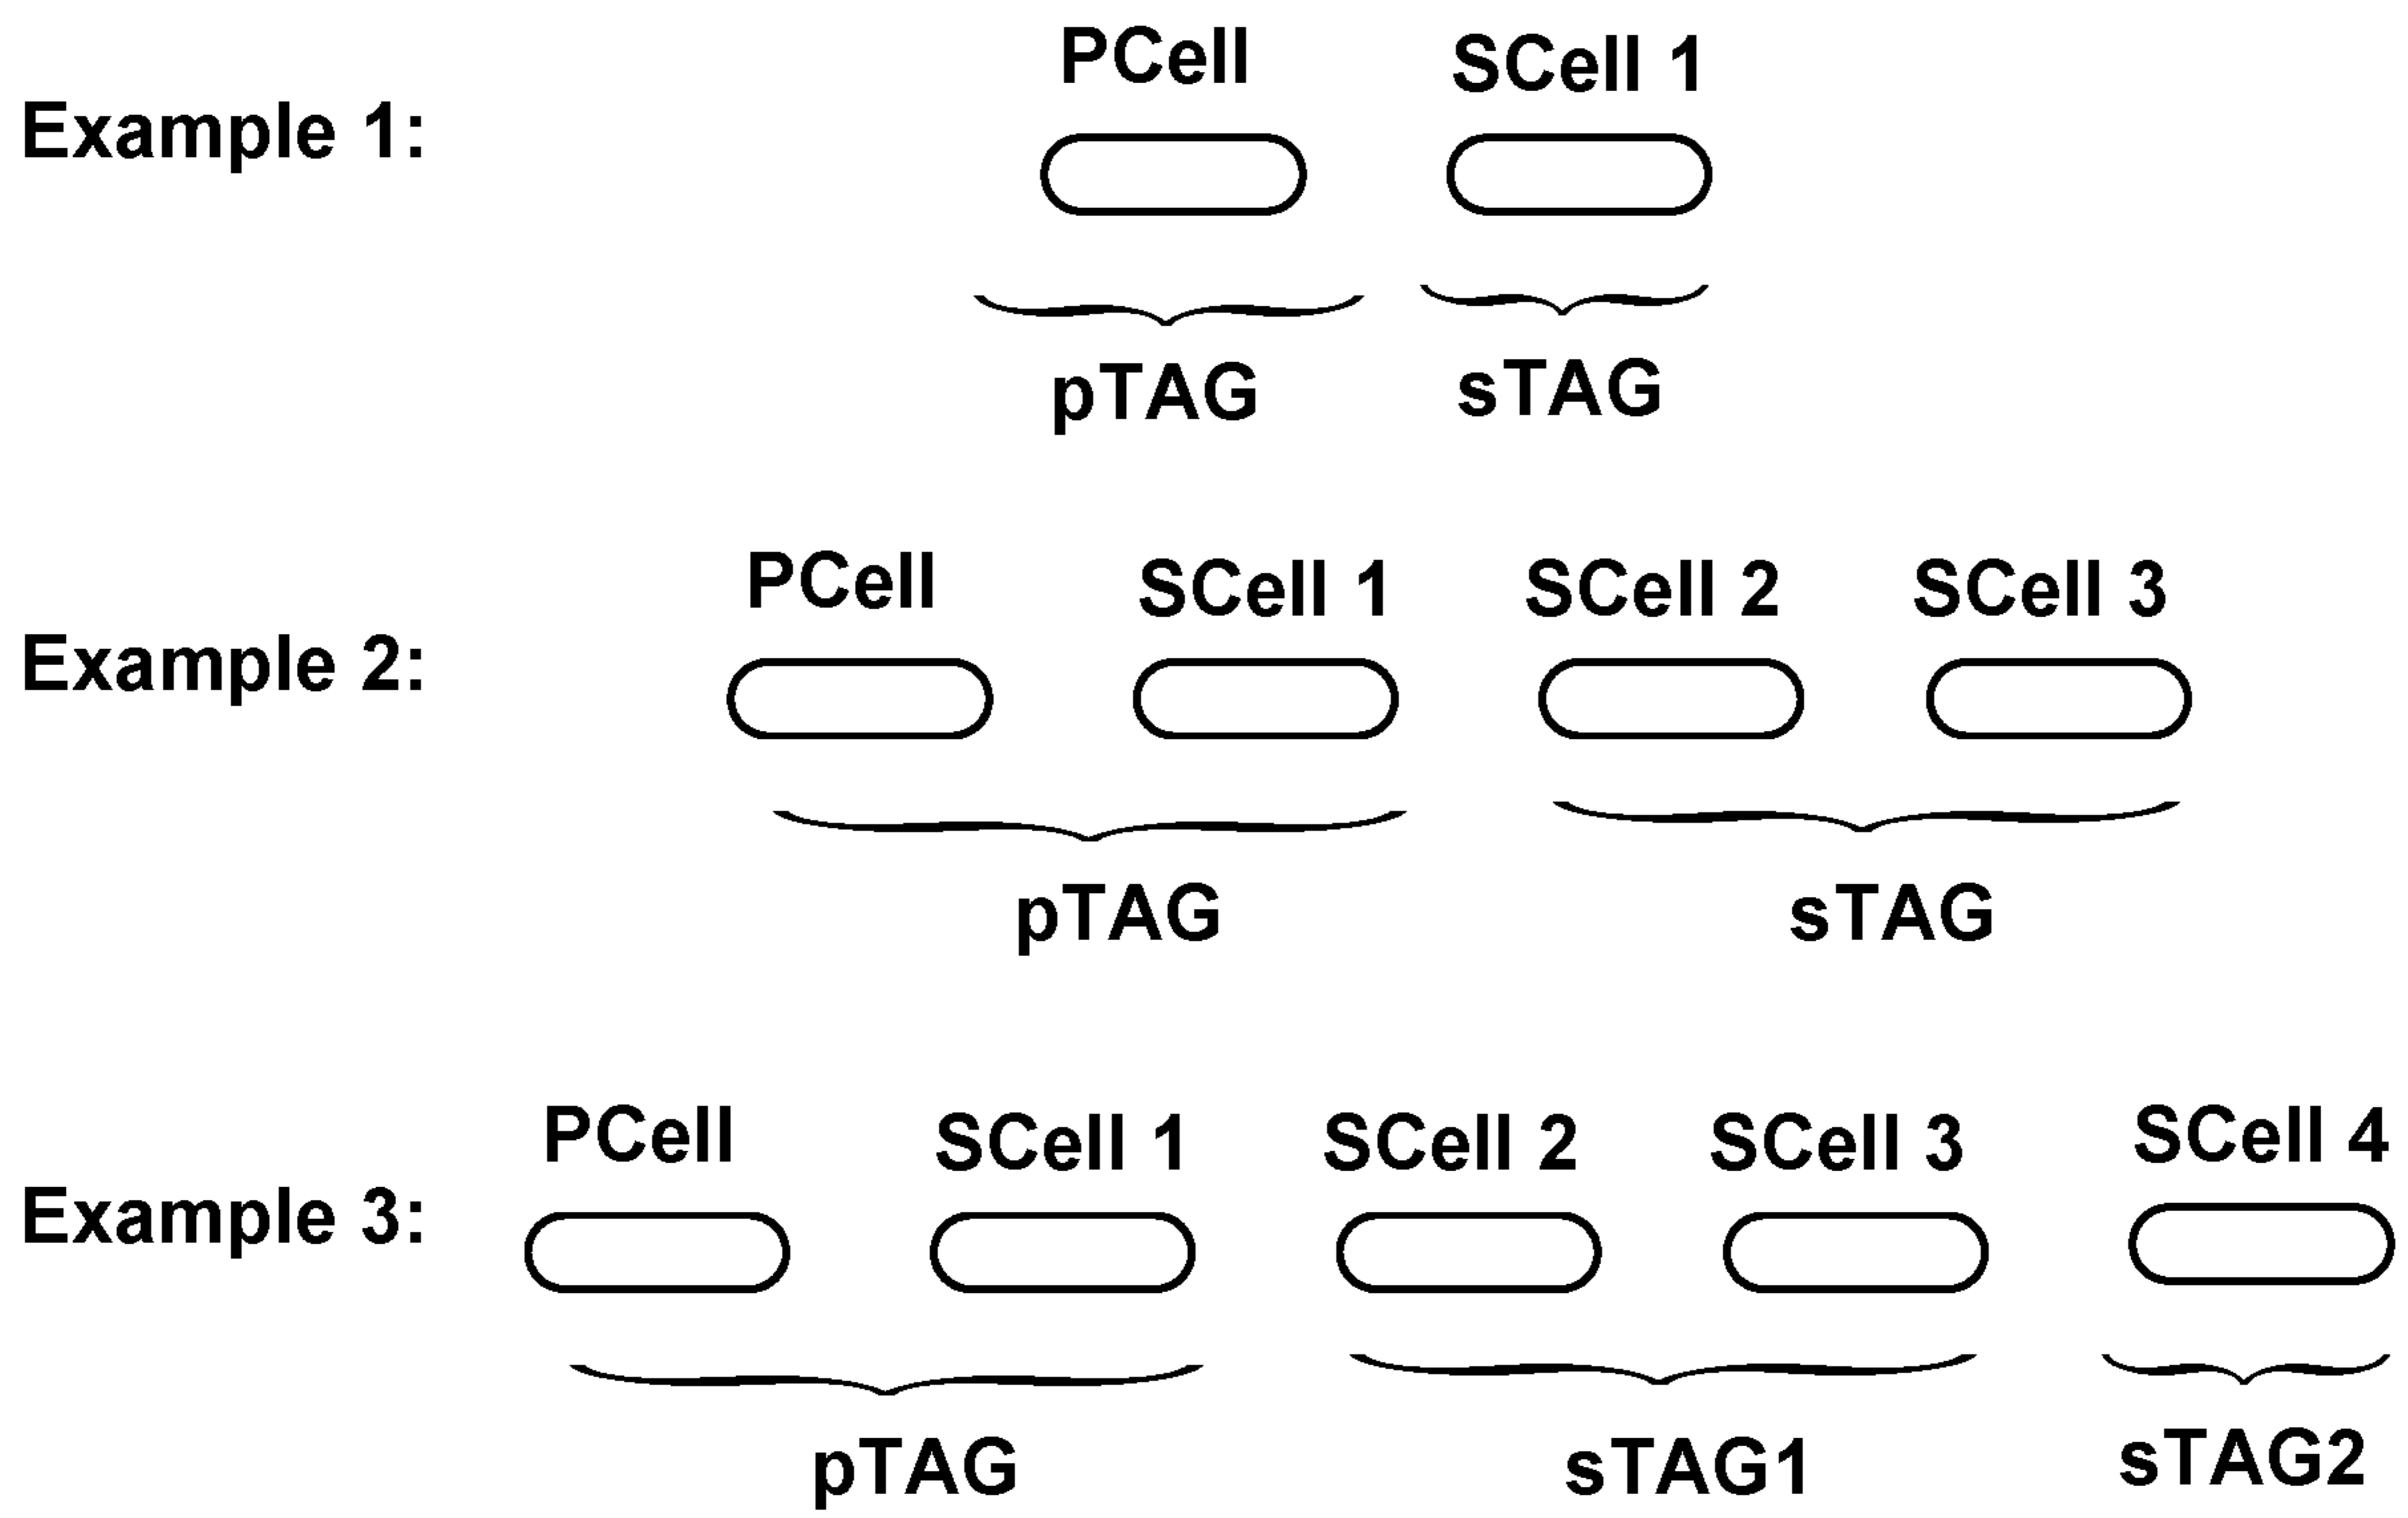 Example 1:
PCell SCell 1
pTAG sTAG
Example 2:
PCell SCell 1 SCell 2 SCell 3
pTAG sTAG
Example 3:
PCell SCell 1 SCell 2 SCell 3 SCell 4
pTAG sTAG1 sTAG2